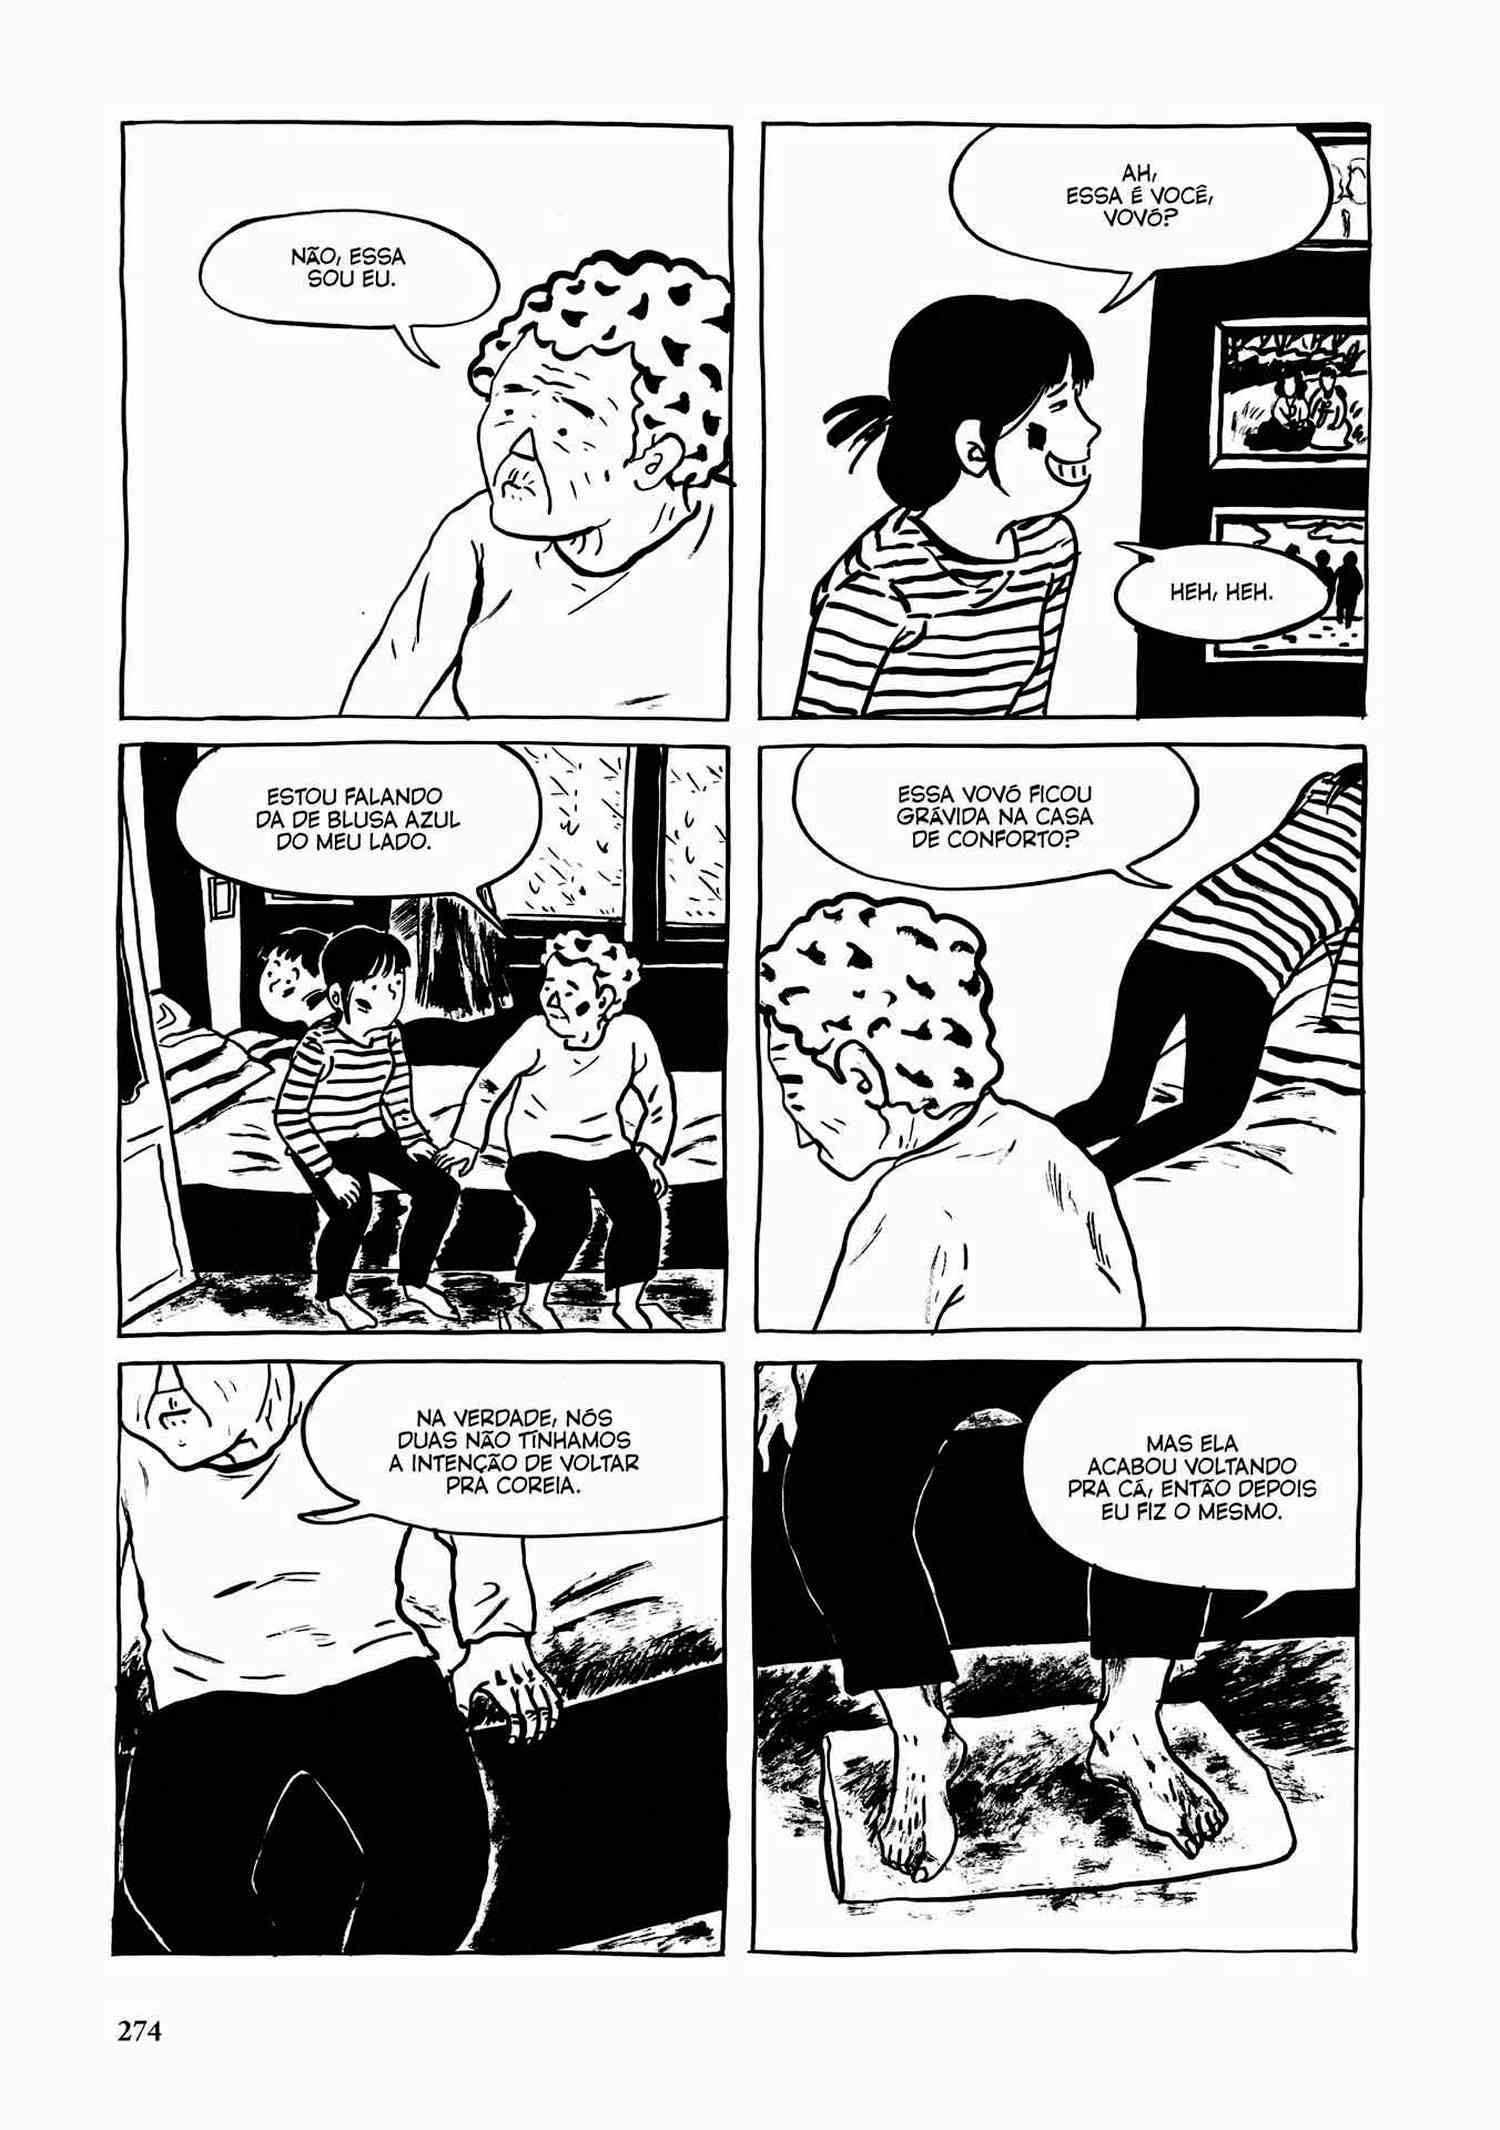 NÃO, ESSA
SOU EU.
AH,
ESSA É VOCÊ,
VOVÓ?
HEH, HEH.
ESTOU FALANDO
DA DE BLUSA AZUL
DO MEU LADO.
ESSA VOVÓ FICOU
GRÁVIDA NA CASA
DE CONFORTO?
NA VERDADE, NÓS
DUAS NÃO TÍNHAMOS
A INTENÇÃO DE VOLTAR
PRA COREIA.
MAS ELA
ACABOU VOLTANDO
PRA CÁ, ENTÃO DEPOIS
EU FIZ O MESMO.
274